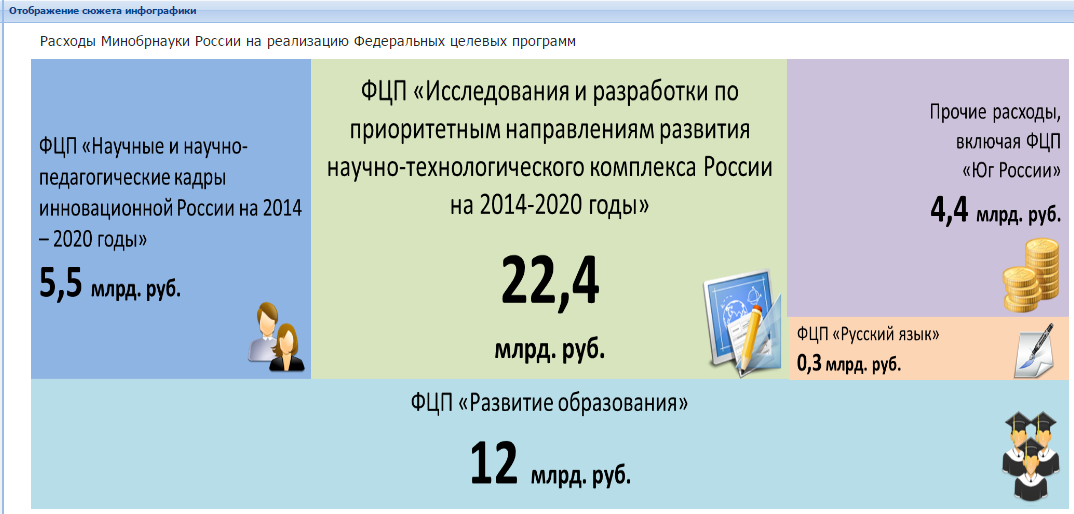 Отображение сюжета инфографики
Расходы Минобрнауки России на реализацию Федеральных целевых программ
ФЦП «Научные и научно-
педагогические кадры
инновационной России на 2014
– 2020 годы»
5,5 млрд. руб.
ФЦП «Исследования и разработки по
приоритетным направлениям развития
научно-технологического комплекса России
на 2014-2020 годы»
22,4
млрд. руб.
Прочие расходы,
включая ФЦП
«Юг России»
4,4 млрд. руб.
ФЦП «Русский язык»
0,3 млрд. руб.
ФЦП «Развитие образования»
12 млрд. руб.